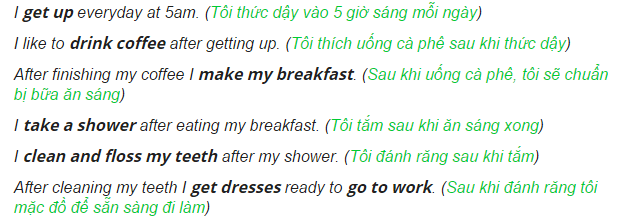 I get up everyday at 5am. (Tôi thức dậy vào 5 giờ sáng mỗi ngày)
I like to drink coffee after getting up. (Tôi thích uống cà phê sau khi thức dậy)
After finishing my coffee I make my breakfast. (Sau khi uống cà phê, tôi sẽ chuẩn
bị bữa ăn sáng)
I take a shower after eating my breakfast. (Tôi tắm sau khi ăn sáng xong)
I clean and floss my teeth after my shower. (Tôi đánh răng sau khi tắm)
After cleaning my teeth I get dresses ready to go to work. (Sau khi đánh răng tôi
mặc đồ để sẵn sàng đi làm)